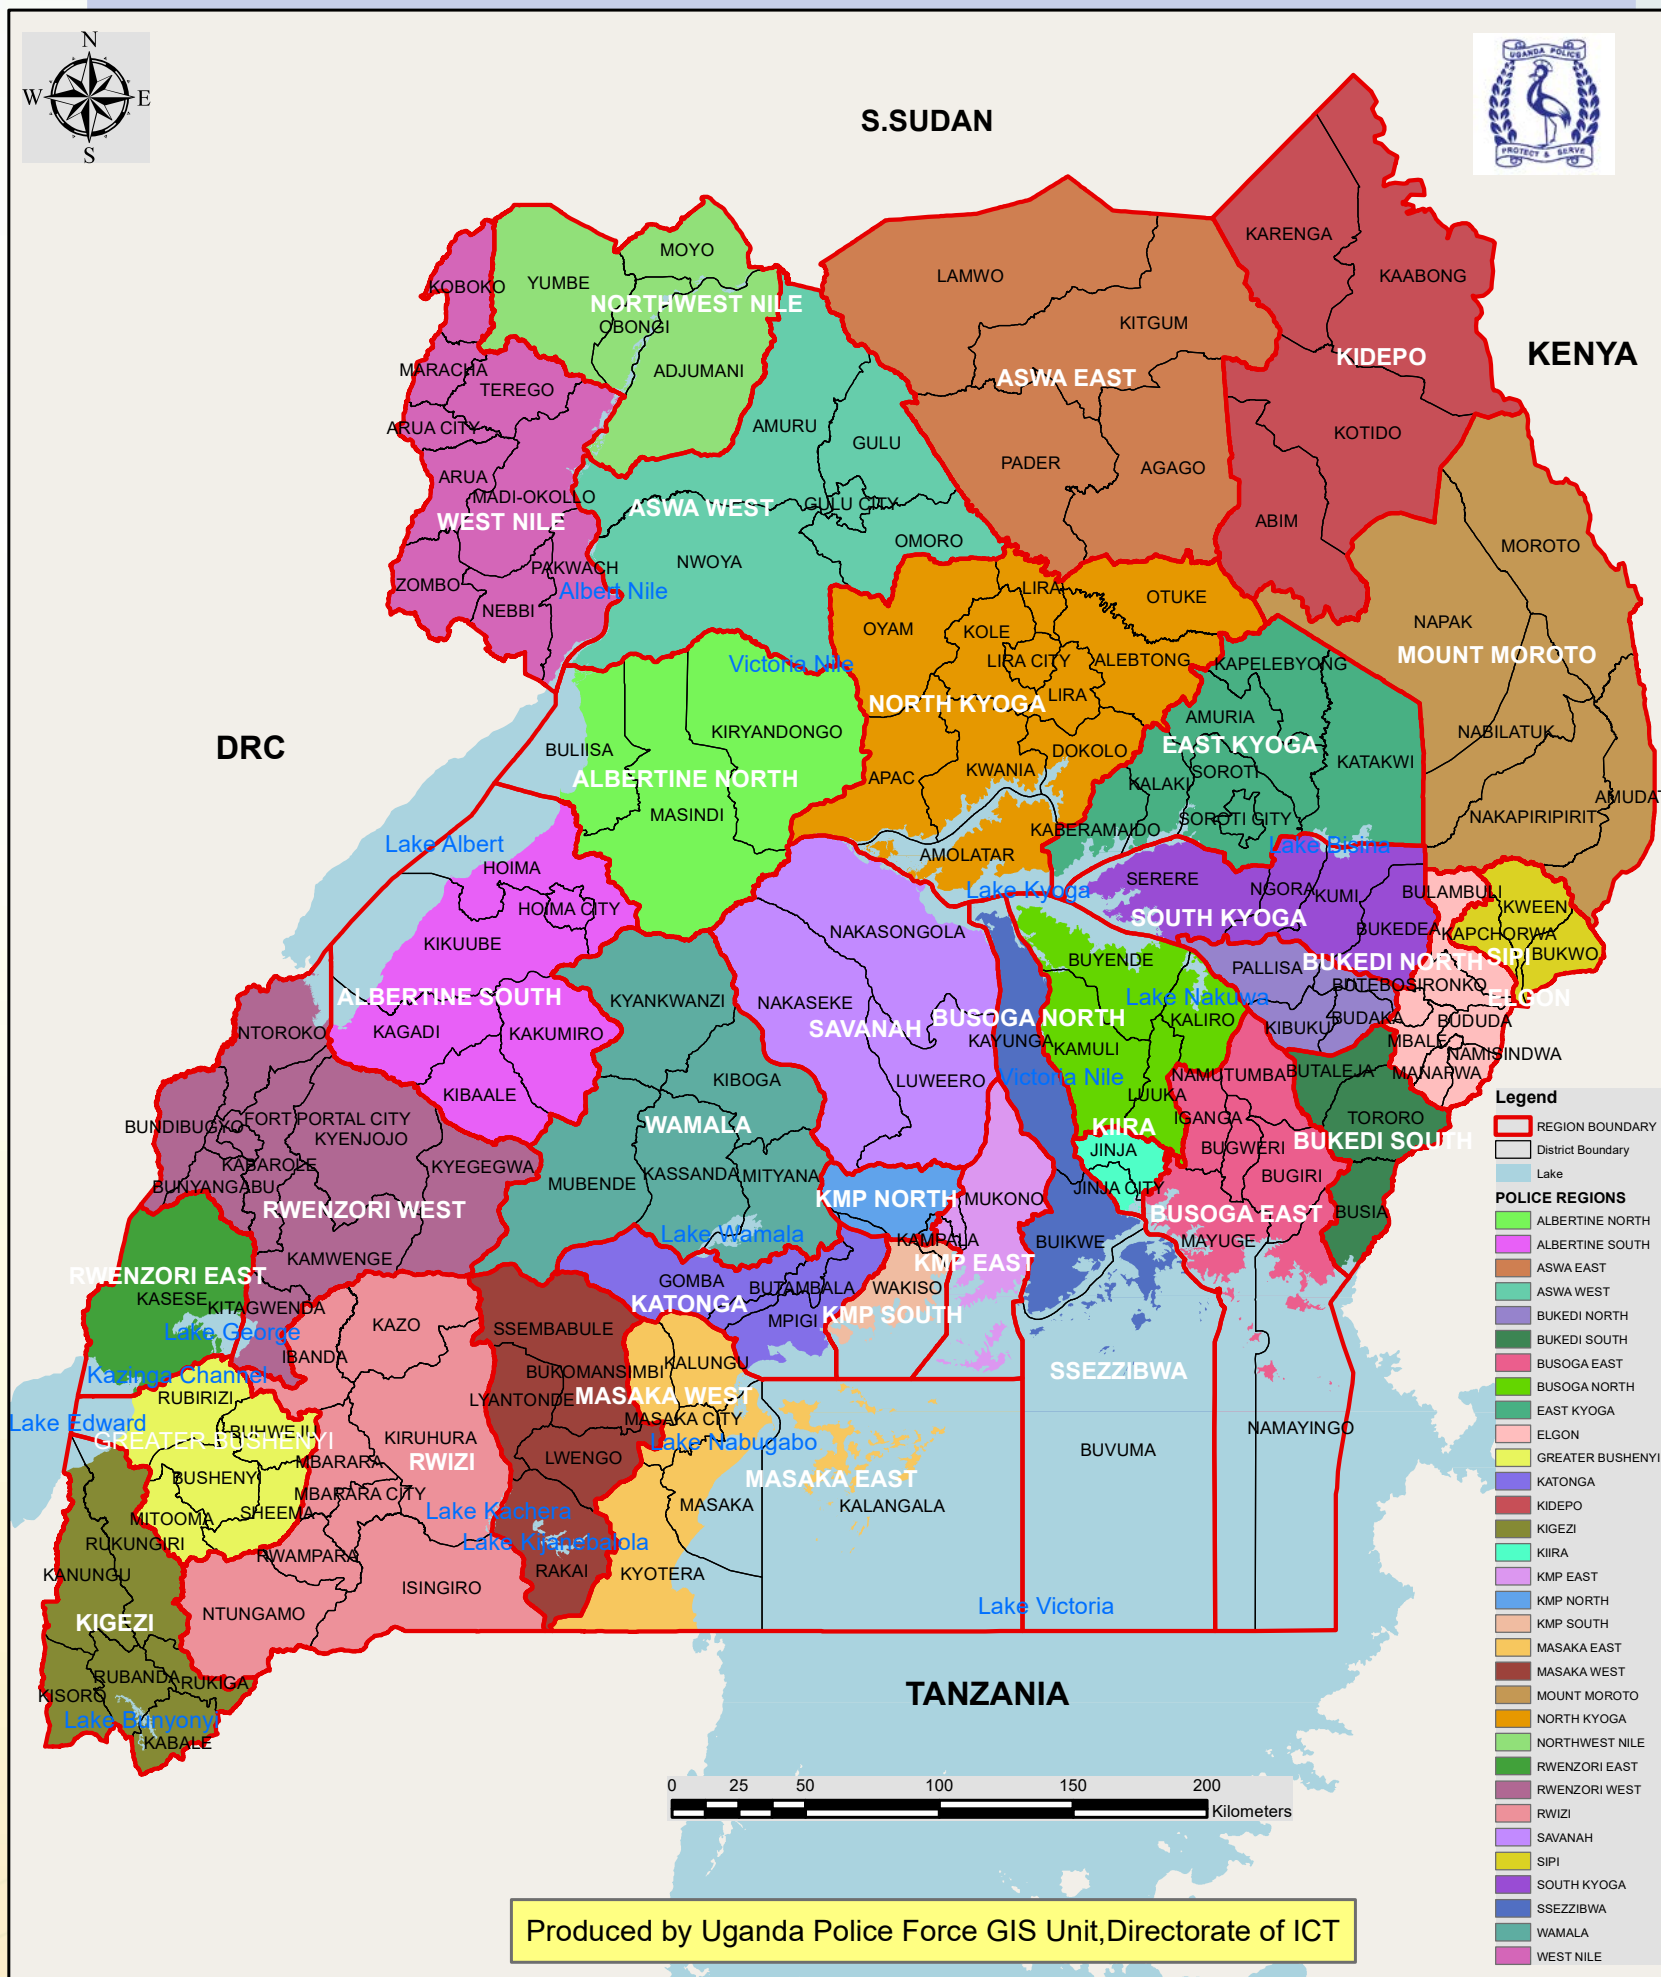 N
W E
S
UGANDA POLICE
PROTECT & SERVE
S.SUDAN
KENYA
DRC
TANZANIA
KARENGA
KAABONG
KIDEPO
KOTIDO
ABIM
MOYO
YUMBE
NORTHWEST NILE
OBONGI
ADJUMANI
KOBOKO
MARACHA
TEREGO
ARUA CITY
ARUA
MADI-OKOLLO
WEST NILE
PAKWACH
ZOMBO
NEBBI
Albert Nile
LAMWO
KITGUM
ASWA EAST
PADER
AGAGO
AMURU
GULU
GULU CITY
ASWA WEST
OMORO
NWOYA
MOROTO
NAPAK
MOUNT MOROTO
NABILATUK
AMUDAT
NAKAPIRIPIRIT
LIRA
OTUKE
OYAM
KOLE
LIRA CITY
ALEBTONG
LIRA
NORTH KYOGA
DOKOLO
KWANIA
APAC
AMOLATAR
Victoria Nile
KAPELEBYONG
AMURIA
EAST KYOGA
KATAKWI
SOROTI
KALAKI
SOROTI CITY
KABERAMAIDO
Lake Bisina
KIRYANDONGO
BULIISA
ALBERTINE NORTH
MASINDI
Lake Albert
HOIMA
HOIMA CITY
KIKUUBE
ALBERTINE SOUTH
KAGADI
KAKUMIRO
KIBAALE
Lake Kyoga
SERERE
NGORA
KUMI
SOUTH KYOGA
BUKEDEA
BULAMBULI
KWEEN
KAPCHORWA
BUKWO
SIPI
BUKEDI NORTH
PALLISA
BUTEBO
SIRONKO
ELGON
BUDAKA
KIBUKU
BUDUDA
MBALE
NAMISINDWA
MANAFWA
NAKASONGOLA
NAKASEKE
SAVANAH
LUWEERO
BUYENDE
Lake Nakuwa
BUSOGA NORTH
KALIRO
KAYUNGA
KAMULI
Victoria Nile
LUUKA
NAMUTUMBA
BUTALEJA
TORORO
BUKEDI SOUTH
BUSIA
IGANGA
KIIRA
BUGWERI
JINJA
BUGIRI
JINJA CITY
BUSOGA EAST
MAYUGE
KYANKWANZI
KIBOGA
WAMALA
KASSANDA
MITYANA
MUBENDE
Lake Wamala
NTOROKO
FORT PORTAL CITY
BUNDIBUGYO
KYENJOJO
KABAROLE
KYEGEGWA
BUNYANGABU
RWENZORI WEST
KAMWENGE
KITAGWENDA
RWENZORI EAST
KASESE
Lake George
Kazinga Channel
Lake Edward
KMP NORTH
MUKONO
KAMPALA
KMP EAST
WAKISO
KMP SOUTH
BUIKWE
SSEZZIBWA
BUVUMA
NAMAYINGO
GOMBA
BUTAMBALA
KATONGA
MPIGI
KAZO
IBANDA
KIRUHURA
RWIZI
MBARARA
MBARARA CITY
RWAMPARA
ISINGIRO
NTUNGAMO
RUBIRIZI
BUHWEJU
GREATER BUSHENYI
BUSHENYI
SHEEMA
MITOOMA
SSEMBABULE
BUKOMANSIMBI
KALUNGU
LYANTONDE
MASAKA WEST
MASAKA CITY
LWENGO
Lake Nabugabo
MASAKA EAST
MASAKA
KALANGALA
Lake Kachera
Lake Kijanebalola
RAKAI
KYOTERA
Lake Victoria
RUKUNGIRI
KANUNGU
KIGEZI
RUBANDA
RUKIGA
KISORO
Lake Bunyonyi
KABALE
Legend
REGION BOUNDARY
District Boundary
Lake
POLICE REGIONS
ALBERTINE NORTH
ALBERTINE SOUTH
ASWA EAST
ASWA WEST
BUKEDI NORTH
BUKEDI SOUTH
BUSOGA EAST
BUSOGA NORTH
EAST KYOGA
ELGON
GREATER BUSHENYI
KATONGA
KIDEPO
KIGEZI
KIIRA
KMP EAST
KMP NORTH
KMP SOUTH
MASAKA EAST
MASAKA WEST
MOUNT MOROTO
NORTH KYOGA
NORTHWEST NILE
RWENZORI EAST
RWENZORI WEST
RWIZI
SAVANAH
SIPI
SOUTH KYOGA
SSEZZIBWA
WAMALA
WEST NILE
0 25 50 100 150 200
Kilometers
Produced by Uganda Police Force GIS Unit,Directorate of ICT